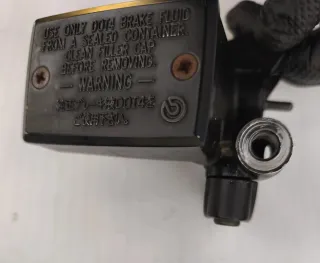 USE ONLY DOT4 BRAKE FLUID
FROM A SEALED CONTAINER
CLEAN FILLER CAP
BEFORE REMOVING.
— WARNING —